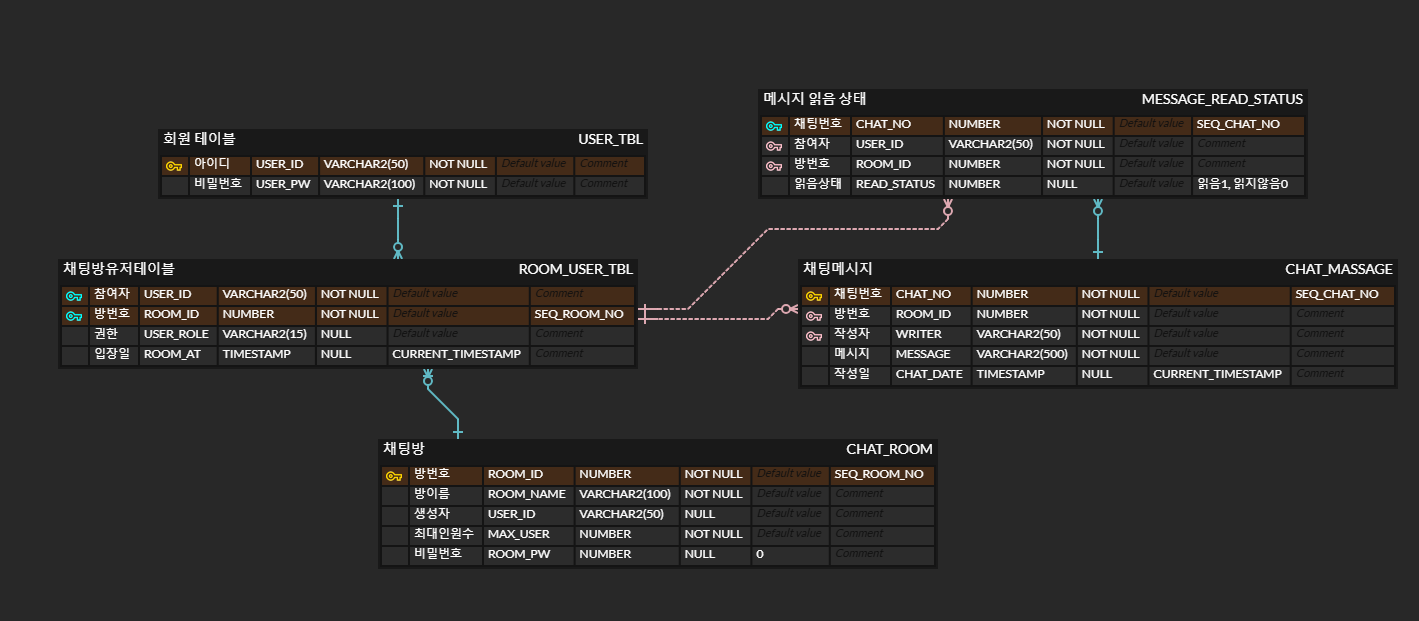 회원 테이블 USER_TBL
아이디 USER_ID VARCHAR2(50) NOT NULL Default value Comment
비밀번호 USER_PW VARCHAR2(100) NOT NULL Default value Comment
메시지 읽음 상태 MESSAGE_READ_STATUS
채팅번호 CHAT_NO NUMBER NOT NULL Default value SEQ_CHAT_NO
참여자 USER_ID VARCHAR2(50) NOT NULL Default value Comment
방번호 ROOM_ID NUMBER NOT NULL Default value Comment
읽음상태 READ_STATUS NUMBER NULL Default value 읽음1, 읽지않음0
채팅방유저테이블 ROOM_USER_TBL
참여자 USER_ID VARCHAR2(50) NOT NULL Default value Comment
방번호 ROOM_ID NUMBER NOT NULL Default value SEQ_ROOM_NO
권한 USER_ROLE VARCHAR2(15) NULL Default value Comment
입장일 ROOM_AT TIMESTAMP NULL CURRENT_TIMESTAMP Comment
채팅메시지 CHAT_MASSAGE
채팅번호 CHAT_NO NUMBER NOT NULL Default value SEQ_CHAT_NO
방번호 ROOM_ID NUMBER NOT NULL Default value Comment
작성자 WRITER VARCHAR2(50) NOT NULL Default value Comment
메시지 MESSAGE VARCHAR2(500) NOT NULL Default value Comment
작성일 CHAT_DATE TIMESTAMP NULL CURRENT_TIMESTAMP Comment
채팅방 CHAT_ROOM
방번호 ROOM_ID NUMBER NOT NULL Default value SEQ_ROOM_NO
방이름 ROOM_NAME VARCHAR2(100) NOT NULL Default value Comment
생성자 USER_ID VARCHAR2(50) NULL Default value Comment
최대인원수 MAX_USER NUMBER NOT NULL Default value Comment
비밀번호 ROOM_PW NUMBER NULL 0 Comment